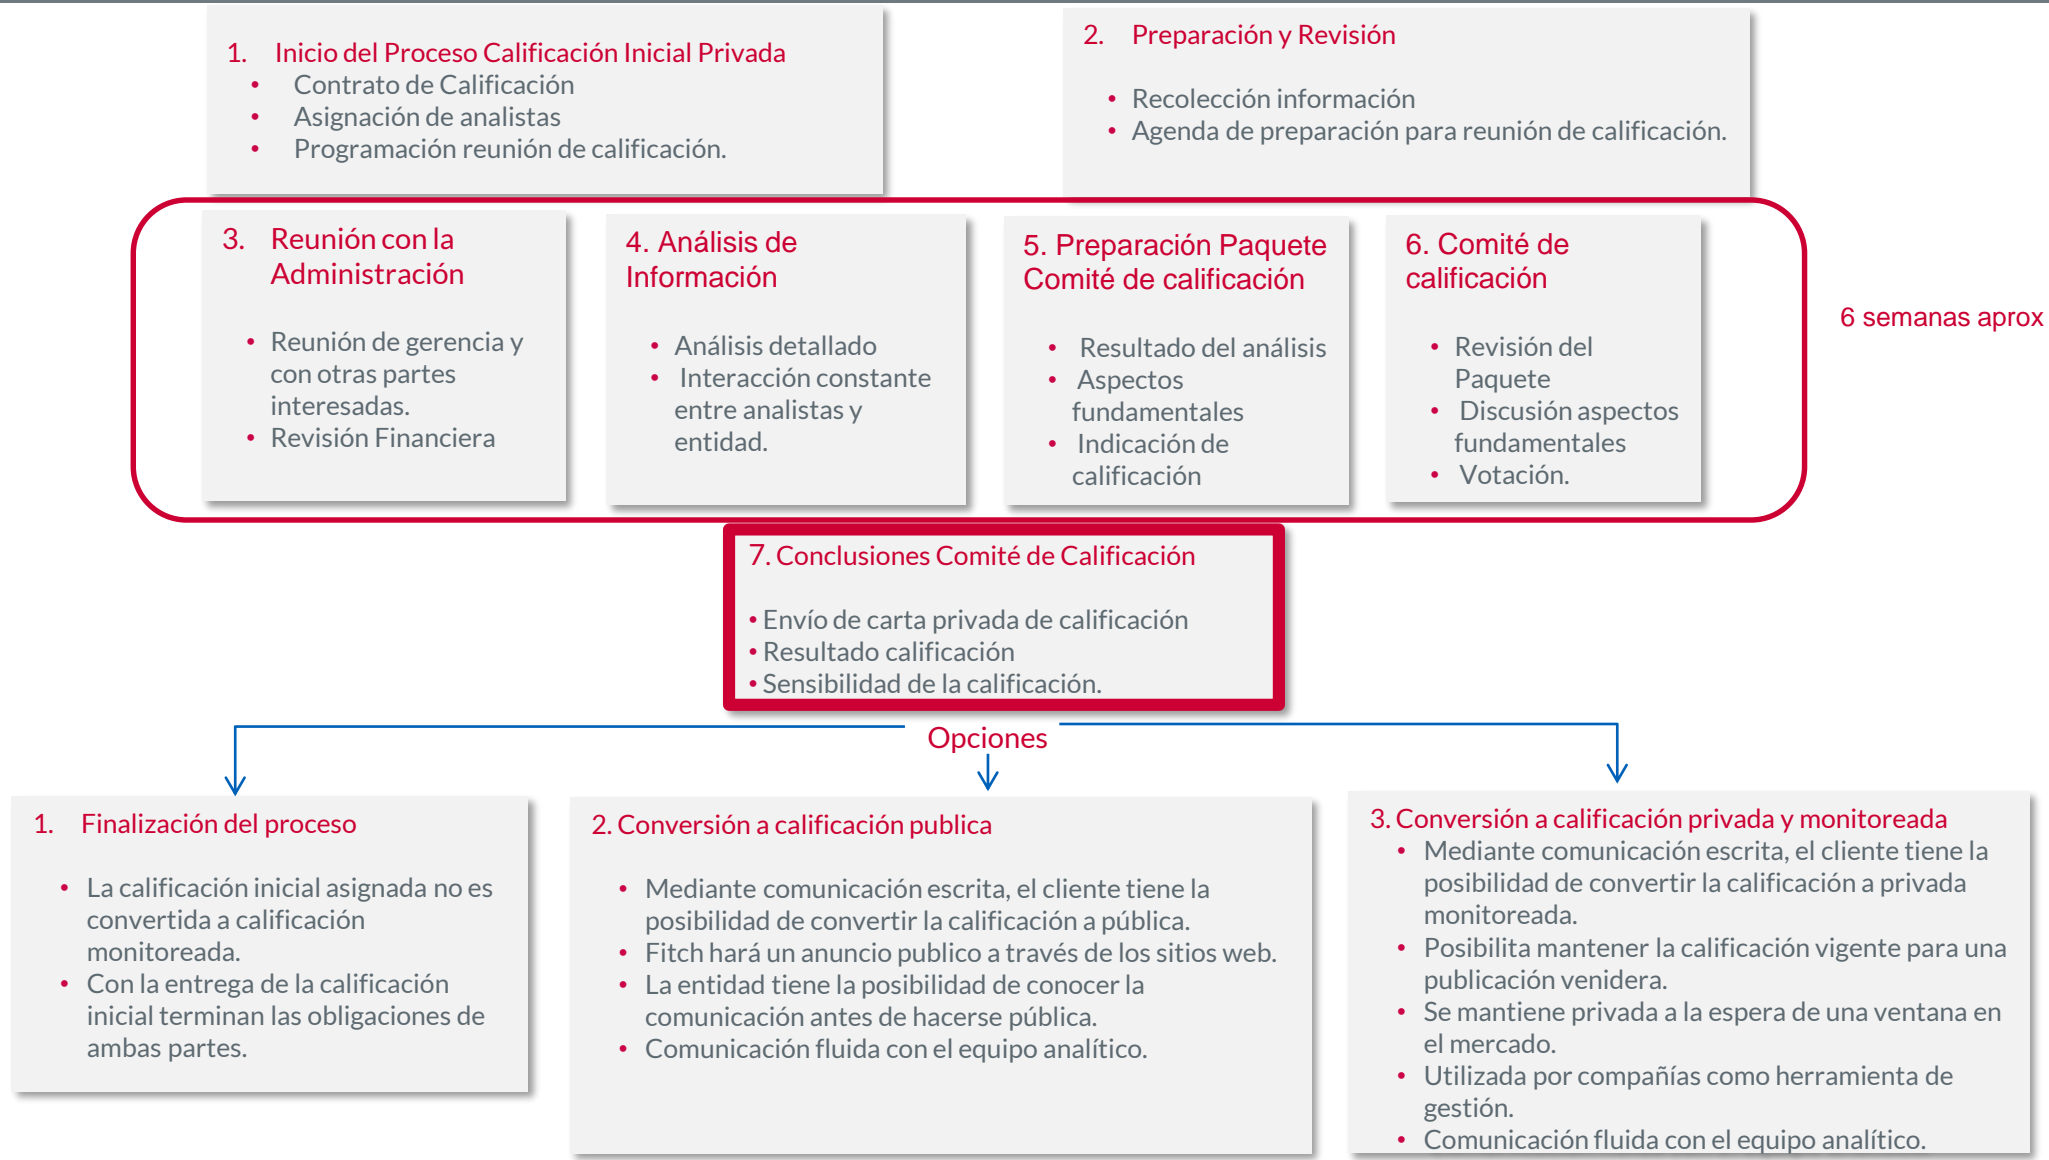 1. Inicio del Proceso Calificación Inicial Privada
• Contrato de Calificación
• Asignación de analistas
• Programación reunión de calificación.
2. Preparación y Revisión
• Recolección información
• Agenda de preparación para reunión de calificación.
3. Reunión con la
Administración
• Reunión de gerencia y
con otras partes
interesadas.
• Revisión Financiera
4. Análisis de
Información
• Análisis detallado
• Interacción constante
entre analistas y
entidad.
5. Preparación Paquete
Comité de calificación
• Resultado del análisis
• Aspectos
fundamentales
• Indicación de
calificación
6. Comité de
calificación
• Revisión del
Paquete
• Discusión aspectos
fundamentales
• Votación.
6 semanas aprox
7. Conclusiones Comité de Calificación
• Envío de carta privada de calificación
• Resultado calificación
• Sensibilidad de la calificación.
Opciones
1. Finalización del proceso
• La calificación inicial asignada no es
convertida a calificación
monitoreada.
• Con la entrega de la calificación
inicial terminan las obligaciones de
ambas partes.
2. Conversión a calificación publica
• Mediante comunicación escrita, el cliente tiene la
posibilidad de convertir la calificación a pública.
• Fitch hará un anuncio publico a través de los sitios web.
• La entidad tiene la posibilidad de conocer la
comunicación antes de hacerse pública.
• Comunicación fluida con el equipo analítico.
3. Conversión a calificación privada y monitoreada
• Mediante comunicación escrita, el cliente tiene la
posibilidad de convertir la calificación a privada
monitoreada.
• Posibilita mantener la calificación vigente para una
publicación venidera.
• Se mantiene privada a la espera de una ventana en
el mercado.
• Utilizada por compañías como herramienta de
gestión.
• Comunicación fluida con el equipo analítico.